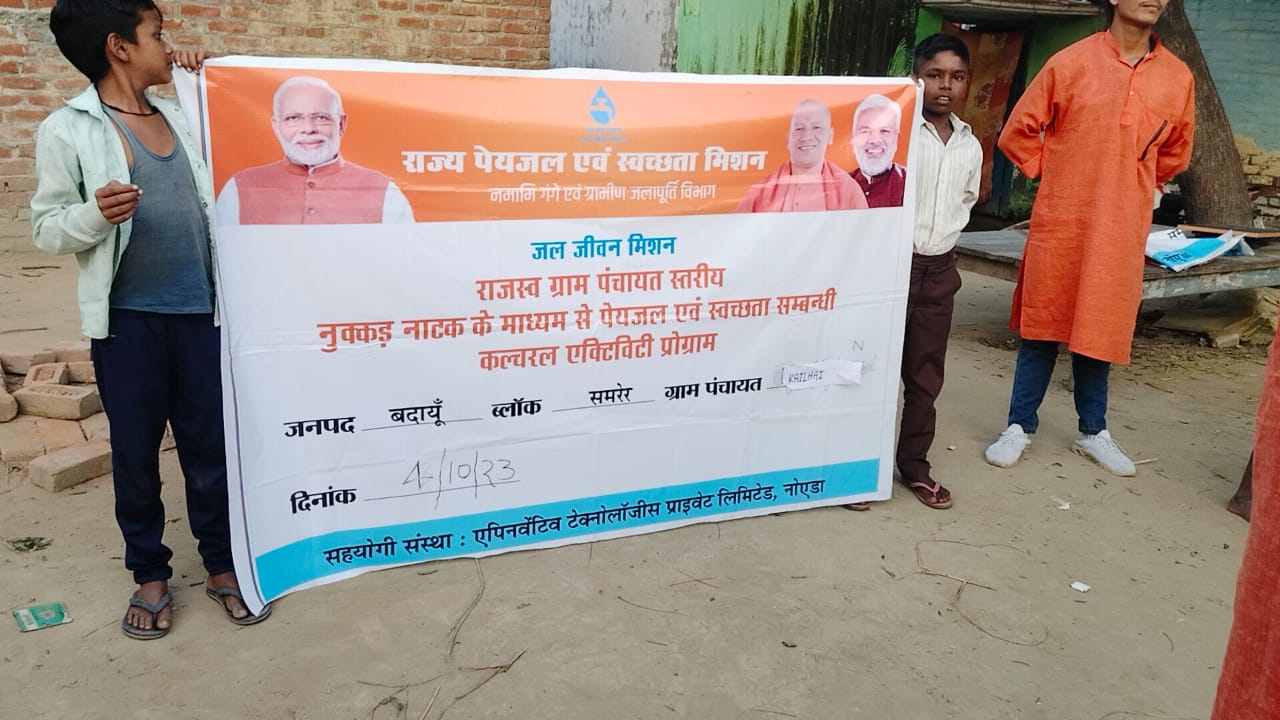 राज्य पेयजल एवं स्वच्छता मिशन
नमामि गंगे एवं ग्रामीण जलापूर्ति विभाग
जल जीवन मिशन
राजस्व ग्राम पंचायत स्तरीय
नुक्कड़ नाटक के माध्यम से पेयजल एवं स्वच्छता सम्बन्धी
कल्चरल एक्टिविटी प्रोग्राम
जनपद बदायूँ ब्लॉक समरेर ग्राम पंचायत KAILHAI N
दिनांक 4/10/23
सहयोगी संस्था : एपिनवेंटिव टेक्नोलॉजीस प्राइवेट लिमिटेड, नोएडा